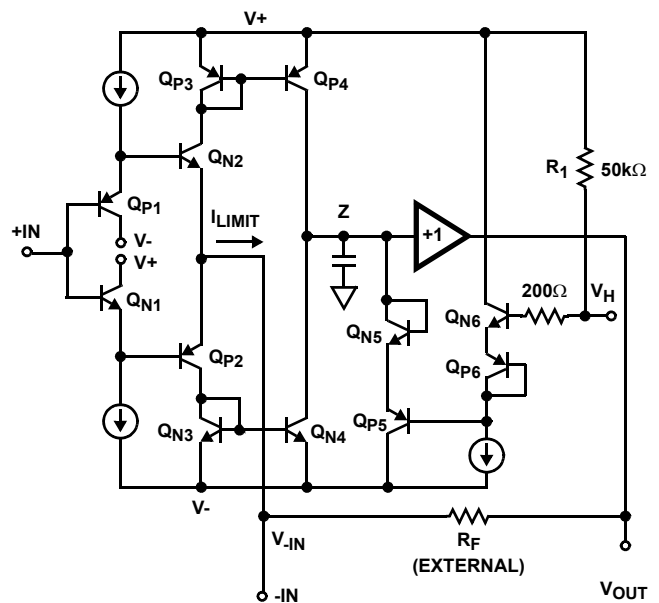 V+
QP3
QP4
QN2
R1
50kΩ
QP1
ILIMIT
Z
+IN
V-
V+
+1
200Ω
VH
QN1
QN5
QN6
QP2
QP6
QN3
QN4
QP5
V-
V-IN
RF
(EXTERNAL)
VOUT
-IN